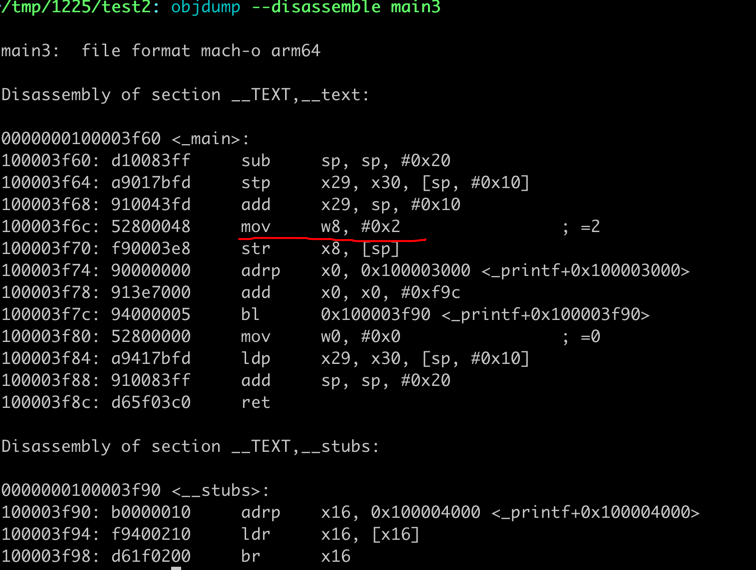 /tmp/1225/test2: objdump --disassemble main3
main3:  file format mach-o arm64
Disassembly of section __TEXT,__text:
0000000100003f60 <_main>:
100003f60: d10083ff      sub     sp, sp, #0x20
100003f64: a9017bfd      stp     x29, x30, [sp, #0x10]
100003f68: 910043fd      add     x29, sp, #0x10
100003f6c: 52800048      mov     w8, #0x2                ; =2
100003f70: f90003e8      str     x8, [sp]
100003f74: 90000000      adrp    x0, 0x100003000 <_printf+0x100003000>
100003f78: 913e7000      add     x0, x0, #0xf9c
100003f7c: 94000005      bl      0x100003f90 <_printf+0x100003f90>
100003f80: 52800000      mov     w0, #0x0                ; =0
100003f84: a9417bfd      ldp     x29, x30, [sp, #0x10]
100003f88: 910083ff      add     sp, sp, #0x20
100003f8c: d65f03c0      ret
Disassembly of section __TEXT,__stubs:
0000000100003f90 <__stubs>:
100003f90: b0000010      adrp    x16, 0x100004000 <_printf+0x100004000>
100003f94: f9400210      ldr     x16, [x16]
100003f98: d61f0200      br      x16